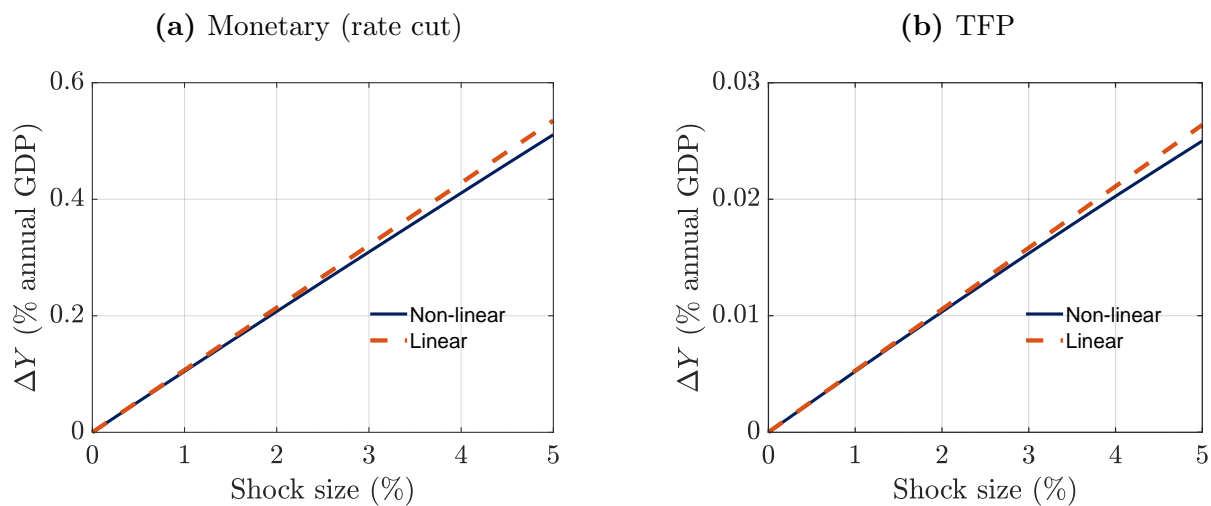 (a) Monetary (rate cut)
ΔY (% annual GDP)
0.6
0.4
0.2
0
Non-linear
Linear
0 1 2 3 4 5
Shock size (%)
(b) TFP
ΔY (% annual GDP)
0.03
0.02
0.01
0
Non-linear
Linear
0 1 2 3 4 5
Shock size (%)